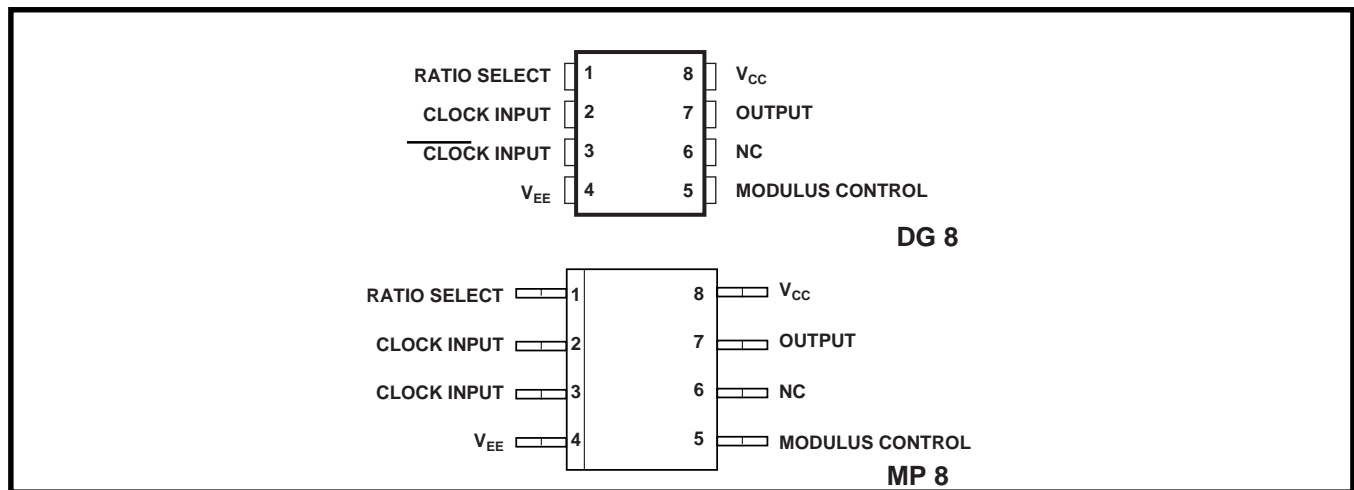 RATIO SELECT 1 8 VCC
CLOCK INPUT 2 7 OUTPUT
CLOCK INPUT 3 6 NC
VEE 4 5 MODULUS CONTROL
DG 8
RATIO SELECT 1 8 VCC
CLOCK INPUT 2 7 OUTPUT
CLOCK INPUT 3 6 NC
VEE 4 5 MODULUS CONTROL
MP 8